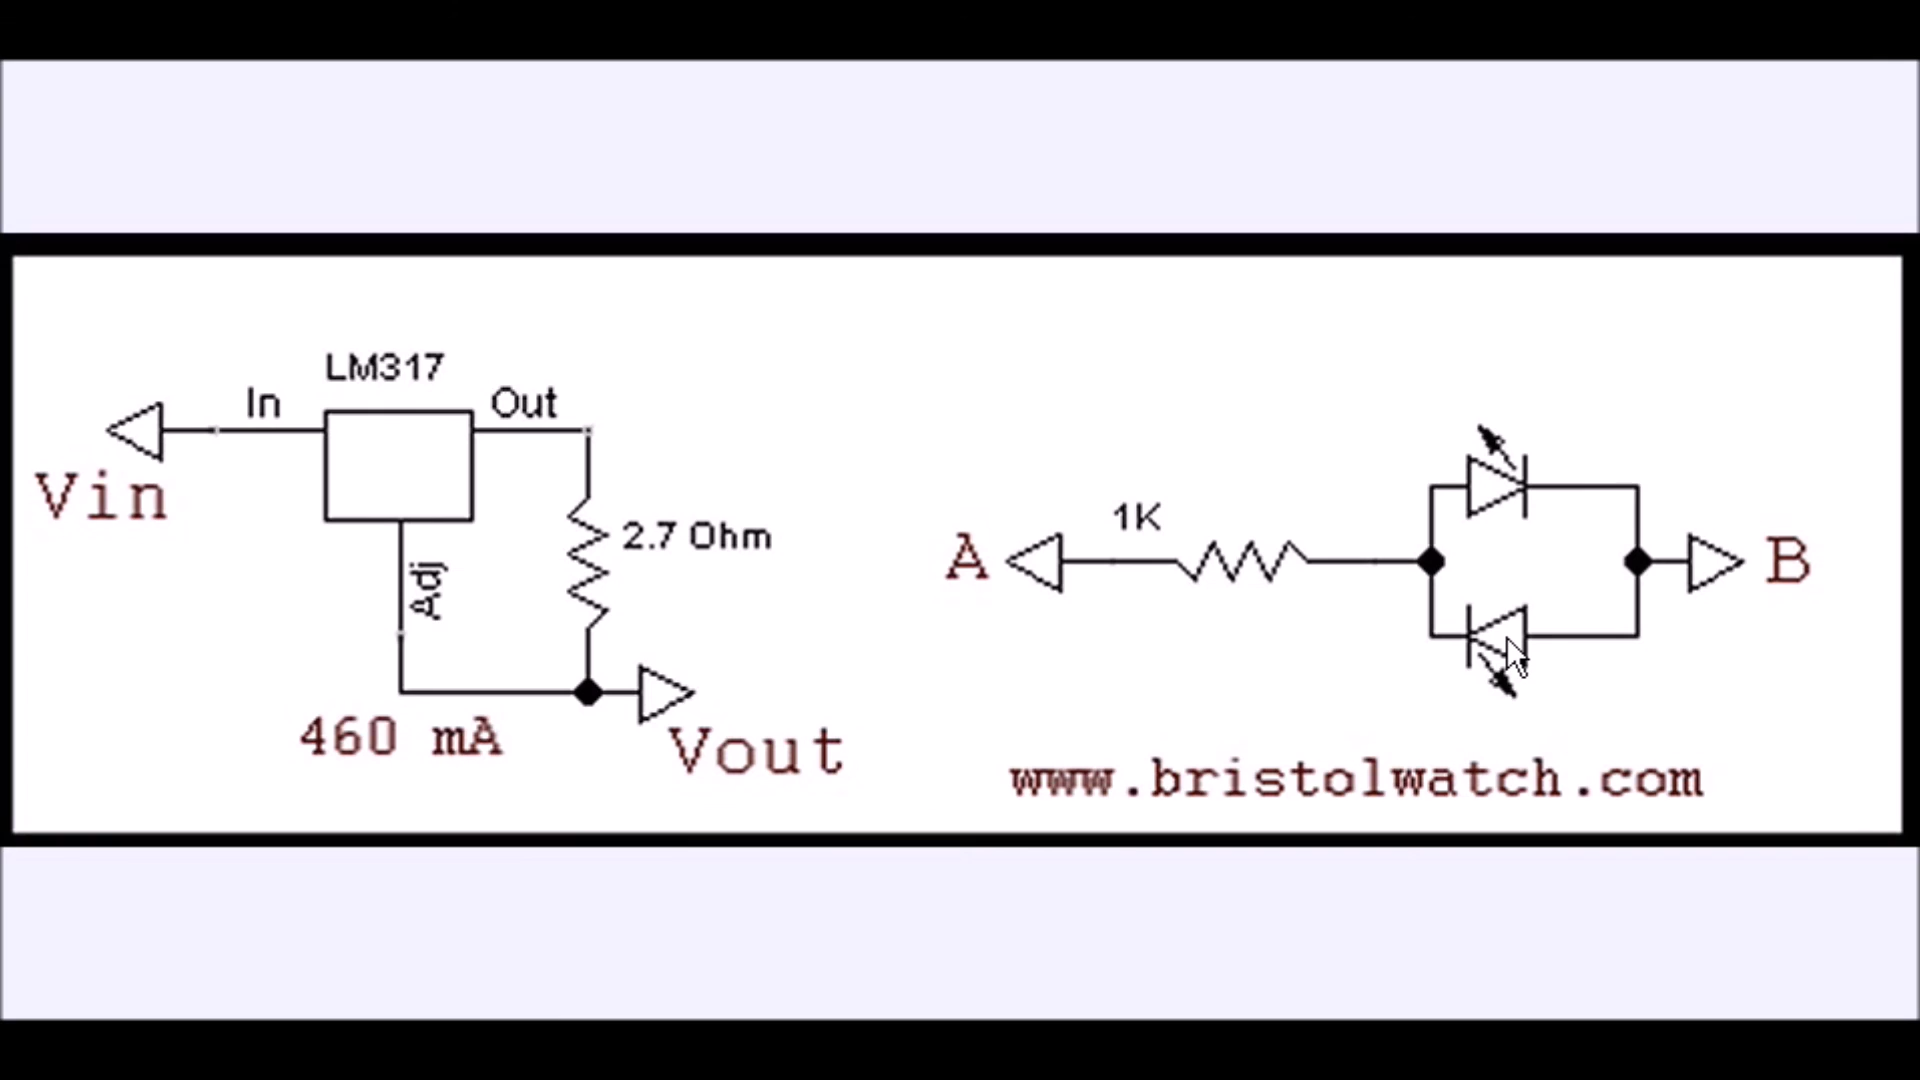 LM317
In
Out
Vin
2.7 Ohm
Adj
460 mA
Vout
1K
A
B
www.bristolwatch.com